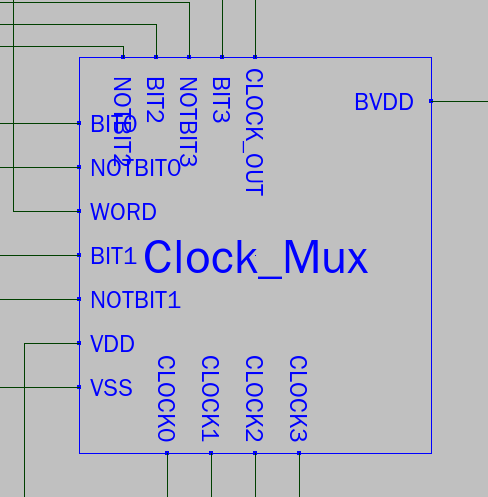 NOTBIT2
BIT2
NOTBIT3
BIT3
CLOCK_OUT
BVDD
BIT0
NOTBIT0
WORD
BIT1
Clock_Mux
NOTBIT1
VDD
VSS
CLOCK0
CLOCK1
CLOCK2
CLOCK3